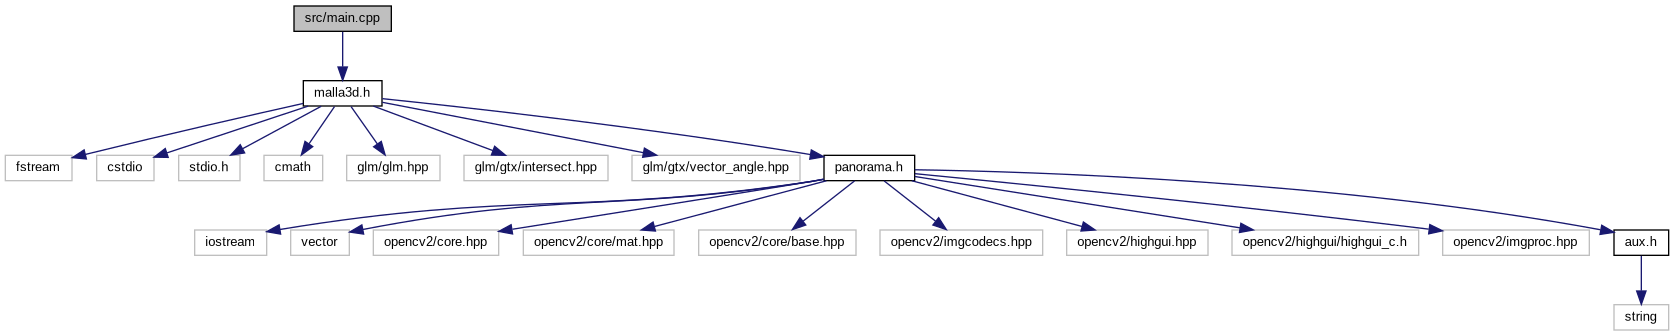 src/main.cpp
malla3d.h
fstream
cstdio
stdio.h
cmath
glm/glm.hpp
glm/gtx/intersect.hpp
glm/gtx/vector_angle.hpp
panorama.h
iostream
vector
opencv2/core.hpp
opencv2/core/mat.hpp
opencv2/core/base.hpp
opencv2/imgcodecs.hpp
opencv2/highgui.hpp
opencv2/highgui/highgui_c.h
opencv2/imgproc.hpp
aux.h
string